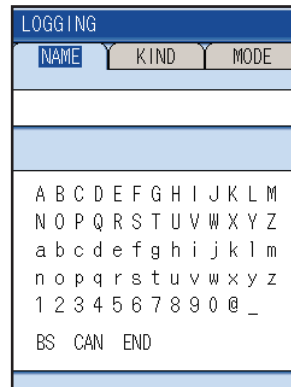 LOGGING
NAME KIND MODE
A B C D E F G H I J K L M
N O P Q R S T U V W X Y Z
a b c d e f g h i j k l m
n o p q r s t u v w x y z
1 2 3 4 5 6 7 8 9 0 @ _
BS CAN END